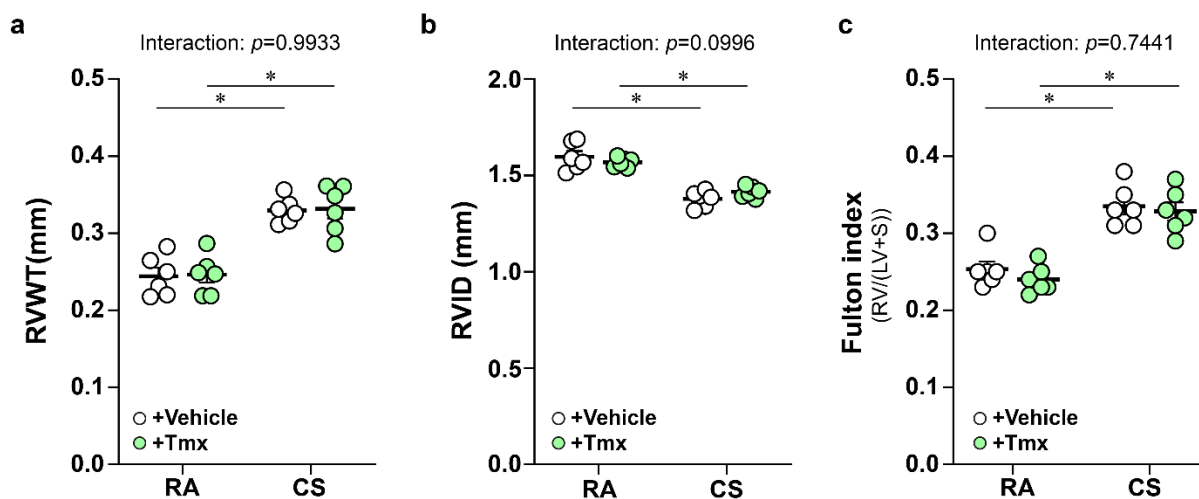 a
Interaction: p=0.9933
*
*
RVWT(mm)
0.5
0.4
0.3
0.2
0.1
0.0
+Vehicle
+Tmx
RA
CS
b
Interaction: p=0.0996
*
*
RVID (mm)
2.0
1.5
1.0
0.5
0.0
+Vehicle
+Tmx
RA
CS
c
Interaction: p=0.7441
*
*
Fulton index
(RV/(LV+S))
0.5
0.4
0.3
0.2
0.1
0.0
+Vehicle
+Tmx
RA
CS